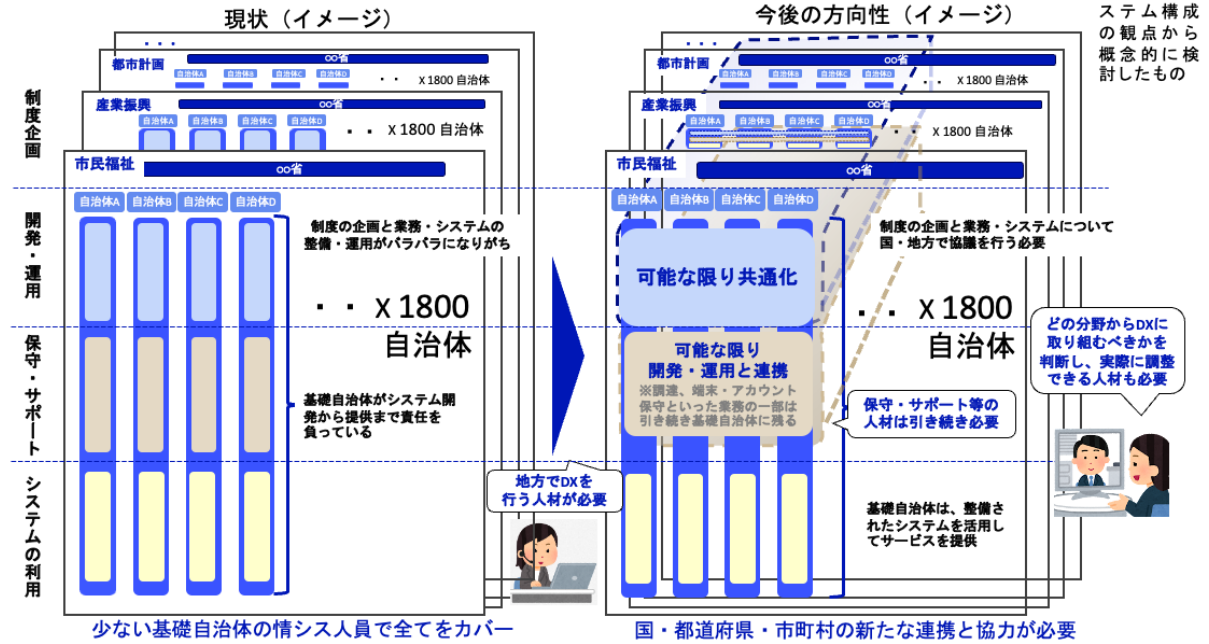 現状（イメージ）
・・・
都市計画
○○省
自治体A 自治体B 自治体C 自治体D
・・ x 1800 自治体
産業振興
○○省
自治体A 自治体B 自治体C 自治体D
・・ x 1800 自治体
市民福祉
○○省
自治体A 自治体B 自治体C 自治体D
制度の企画と業務・システムの
整備・運用がバラバラになりがち
・・ x 1800
自治体
基礎自治体がシステム開
発から提供まで責任を
負っている
制度企画
開発・運用
保守・サポート
システムの利用
地方でDXを
行う人材が必要
少ない基礎自治体の情シス人員で全てをカバー
今後の方向性（イメージ）
・・・
都市計画
○○省
自治体A 自治体B 自治体C 自治体D
・・ x 1800 自治体
産業振興
○○省
自治体A 自治体B 自治体C 自治体D
・・ x 1800 自治体
市民福祉
○○省
自治体A 自治体B 自治体C 自治体D
制度の企画と業務・システムについて
国・地方で協議を行う必要
可能な限り共通化
・・ x 1800
自治体
可能な限り
開発・運用と連携
※調達、端末・アカウント
保守といった業務の一部は
引き続き基礎自治体に残る
保守・サポート等の
人材は引き続き必要
どの分野からDXに
取り組むべきかを
判断し、実際に調整
できる人材も必要
基礎自治体は、整備さ
れたシステムを活用し
てサービスを提供
国・都道府県・市町村の新たな連携と協力が必要
ステム構成
の観点から
概念的に検
討したもの